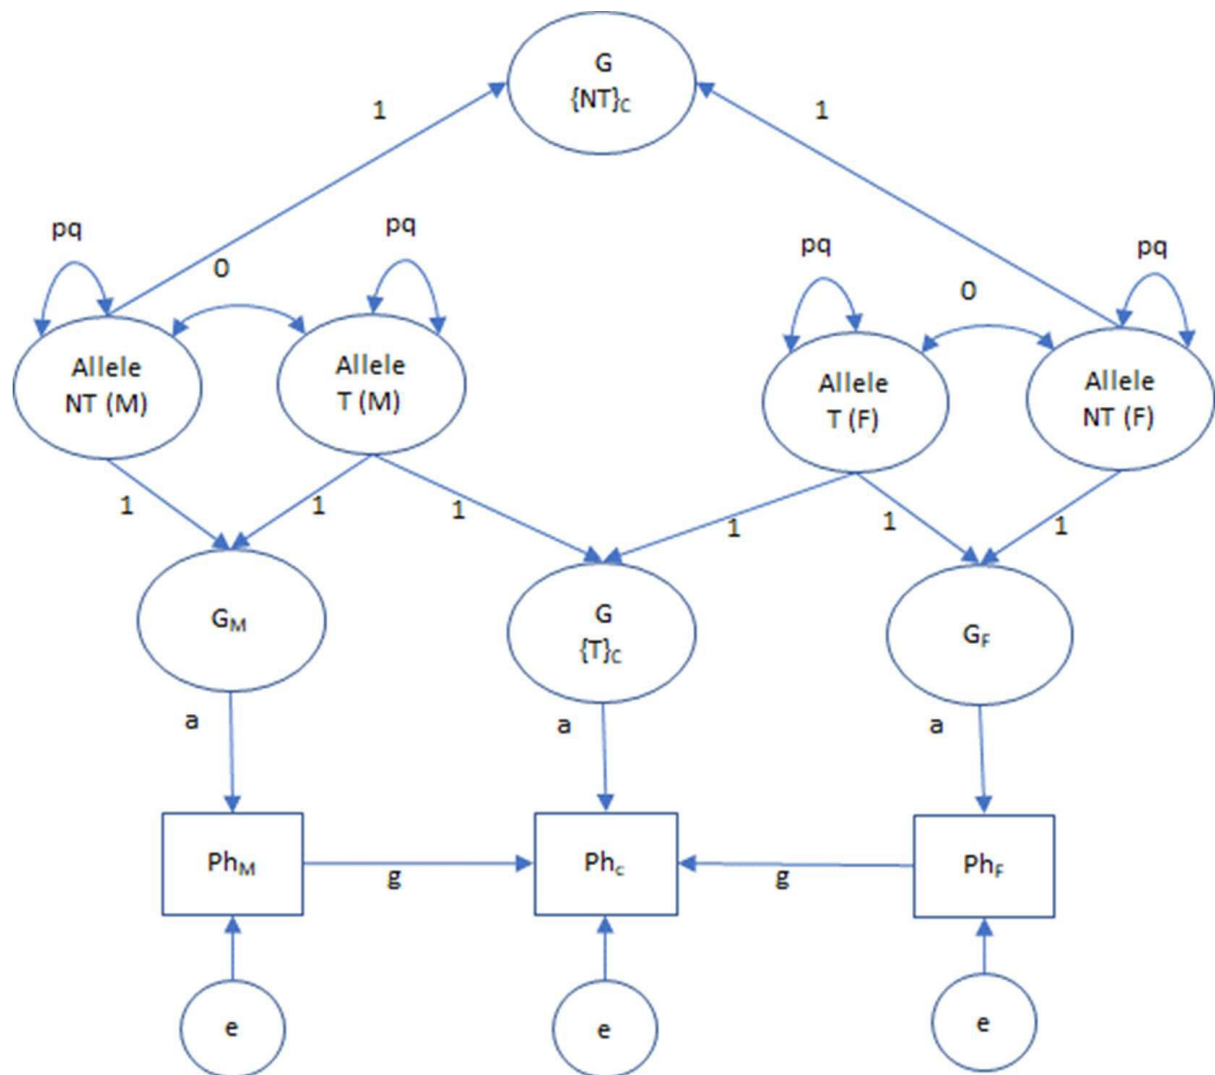 G
{NT}C
1
1
pq
pq
pq
pq
0
0
Allele
NT (M)
Allele
T (M)
Allele
T (F)
Allele
NT (F)
1
1
1
1
1
1
GM
G
{T}C
GF
a
a
a
PhM
g
Phc
g
PhF
e
e
e